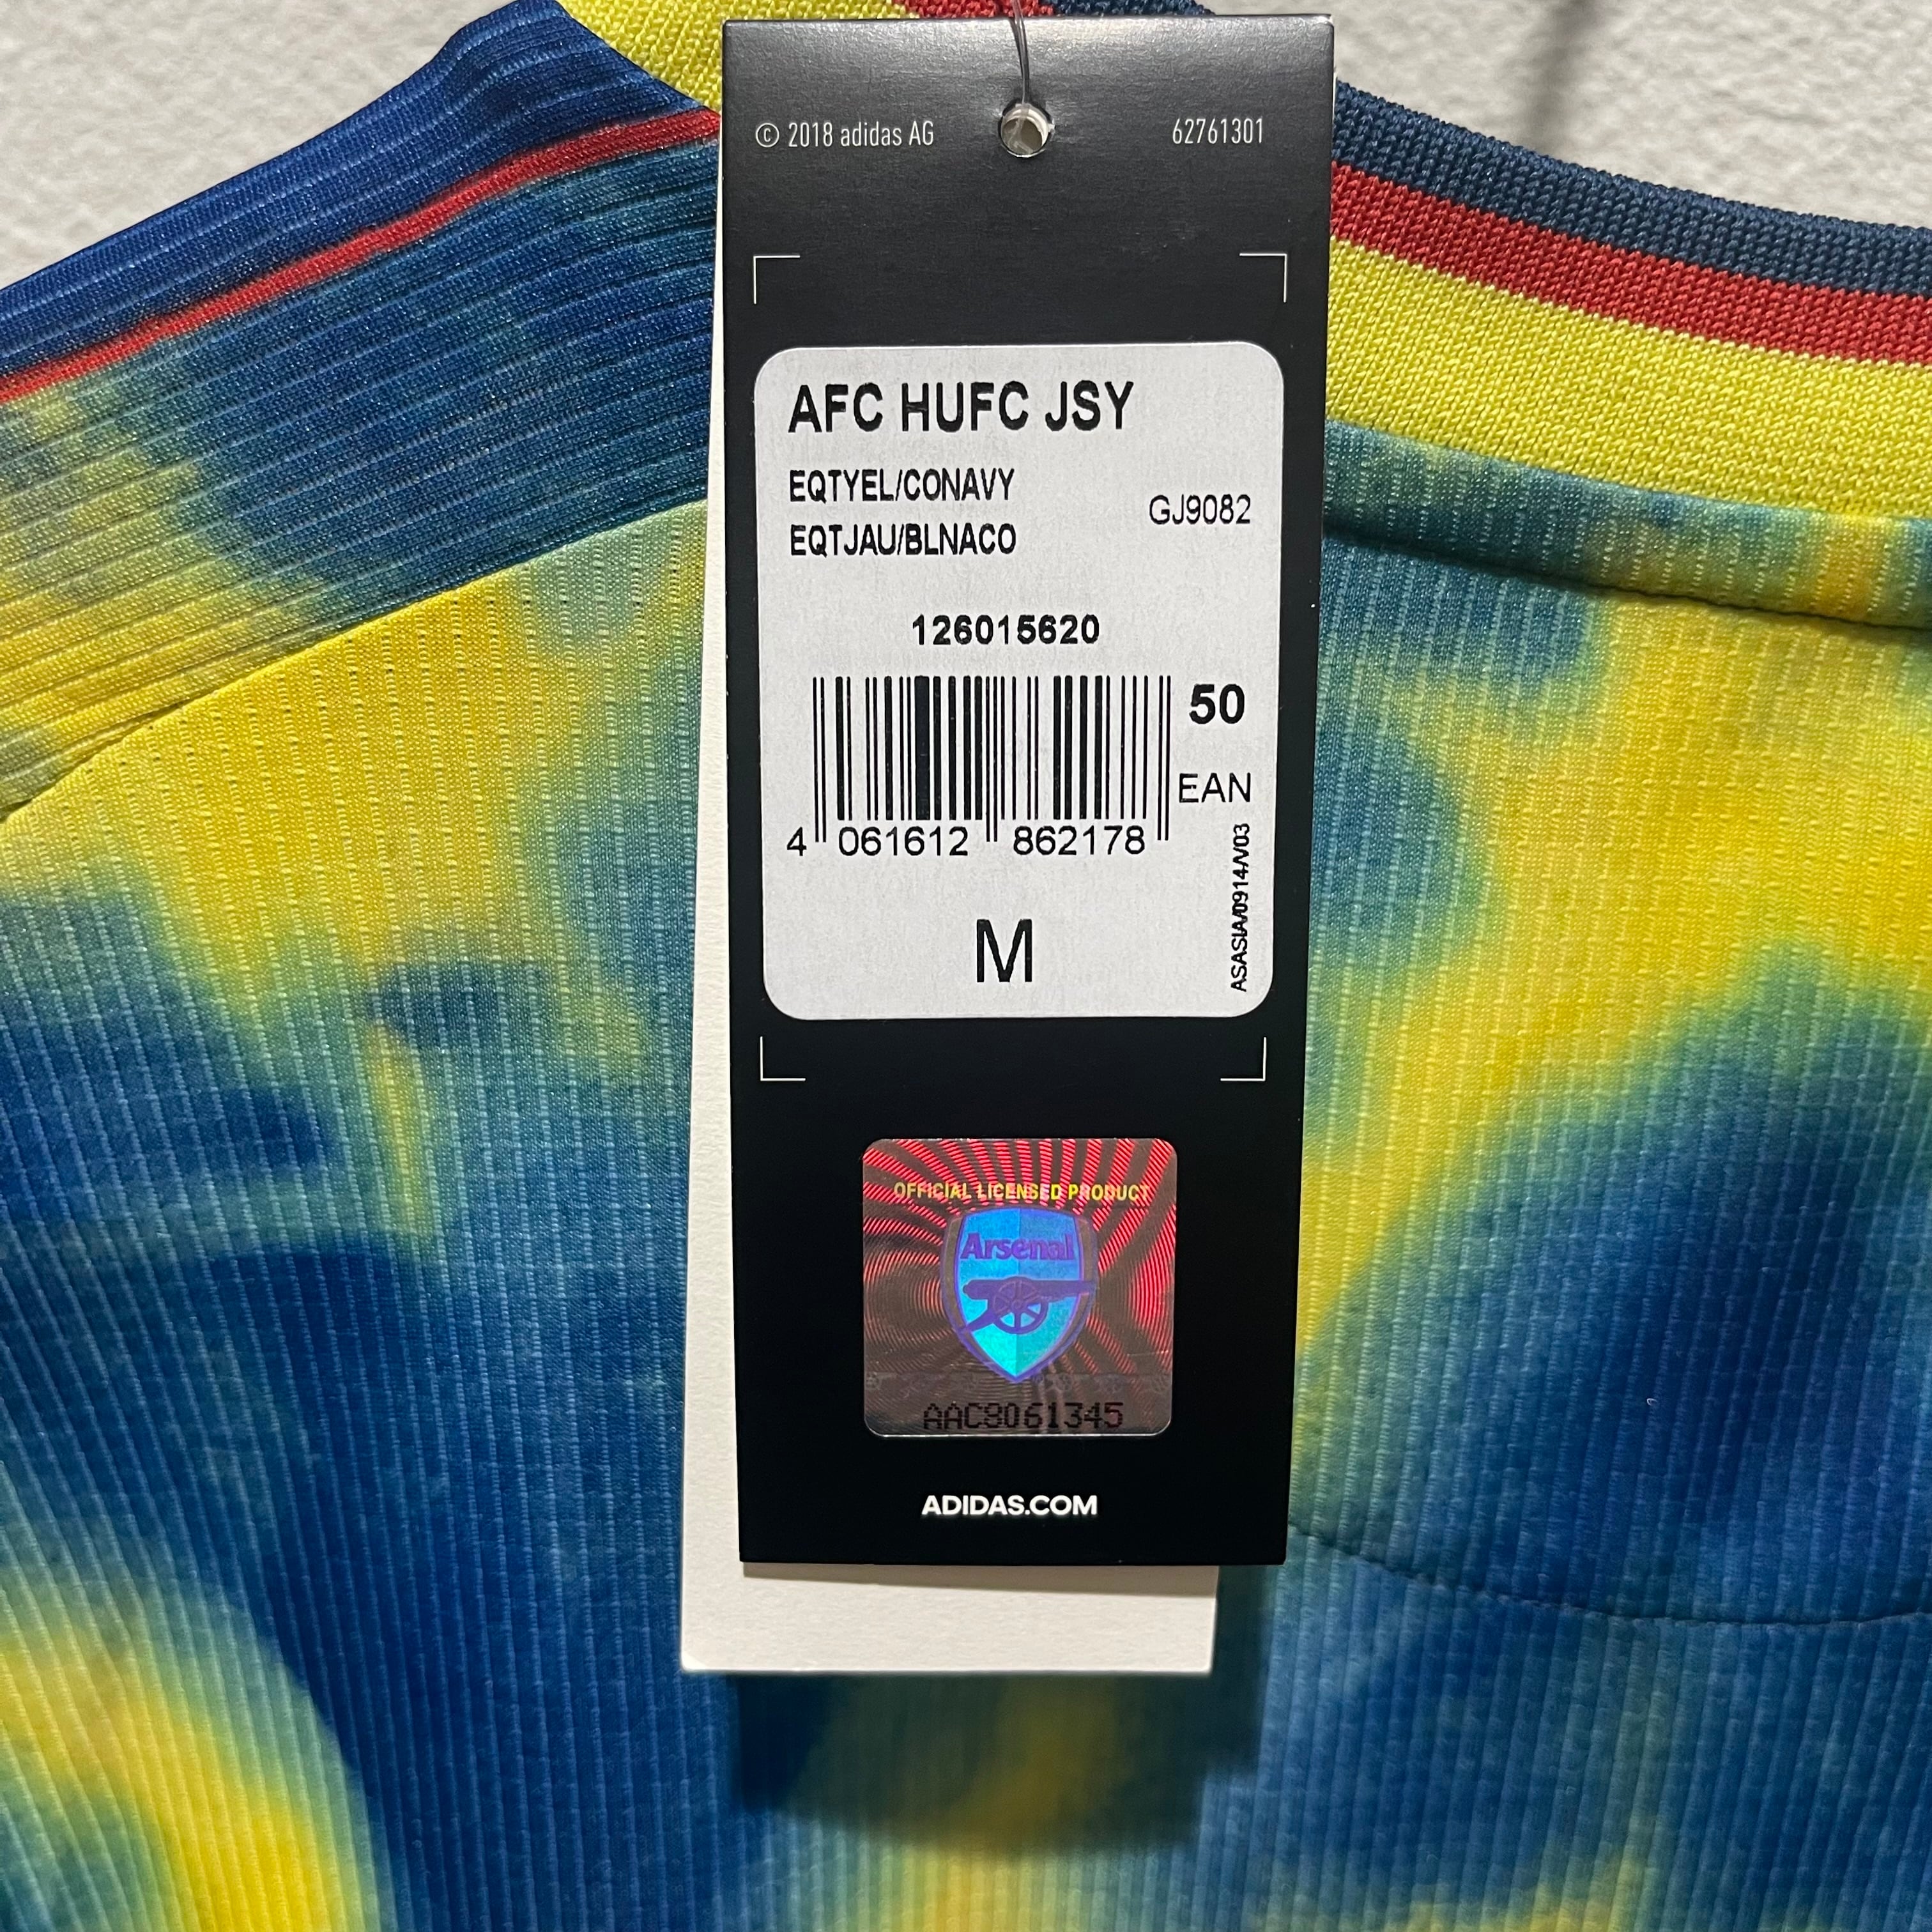 © 2018 adidas AG 62761301
AFC HUFC JSY
EQTYEL/CONAVY
EQTJAU/BLNACO
GJ9082
126015620
50
EAN
4 061612 862178
ASASIA/0914/V03
M
OFFICIAL LICENSED PRODUCT
Arsenal
AAC8061345
ADIDAS.COM